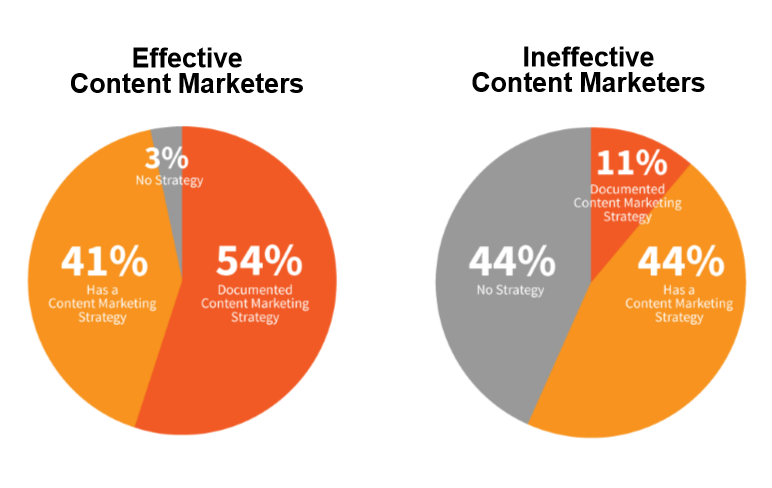 Effective
Content Marketers
3%
No Strategy
41%
Has a
Content Marketing
Strategy
54%
Documented
Content Marketing
Strategy
Ineffective
Content Marketers
11%
Documented
Content Marketing
Strategy
44%
No Strategy
44%
Has a
Content Marketing
Strategy